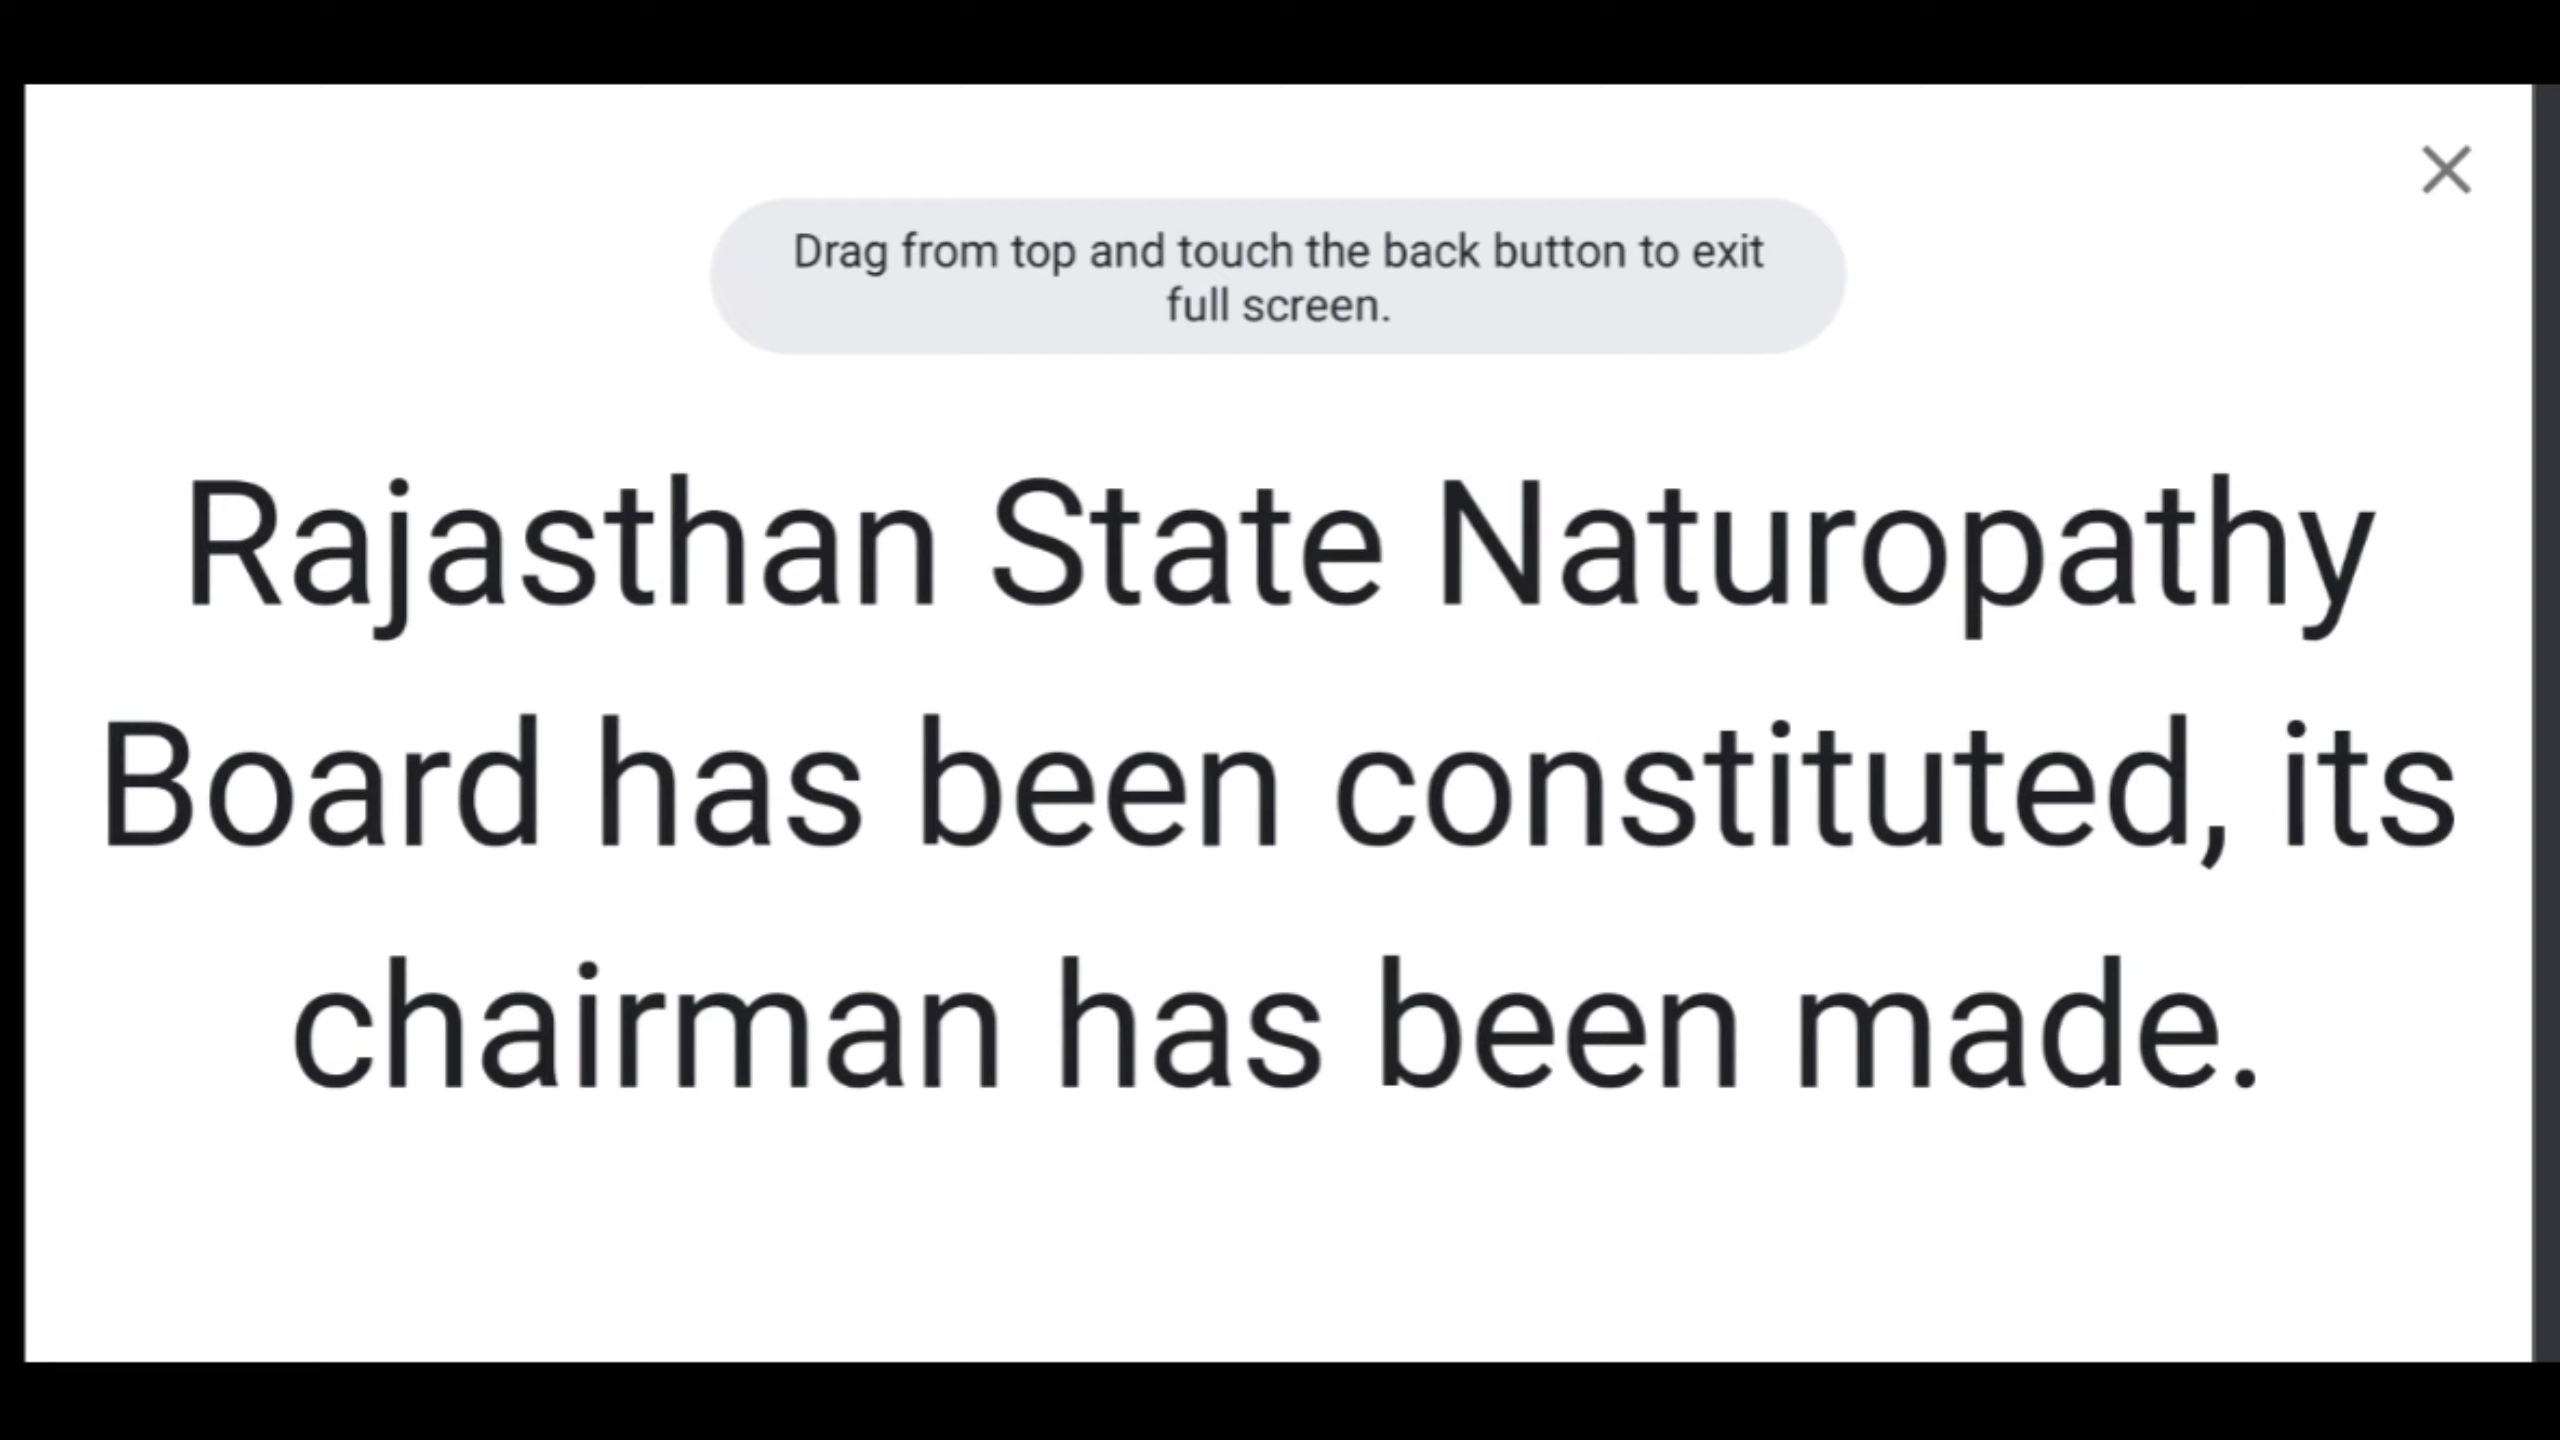 Drag from top and touch the back button to exit
full screen.
Rajasthan State Naturopathy
Board has been constituted, its
chairman has been made.